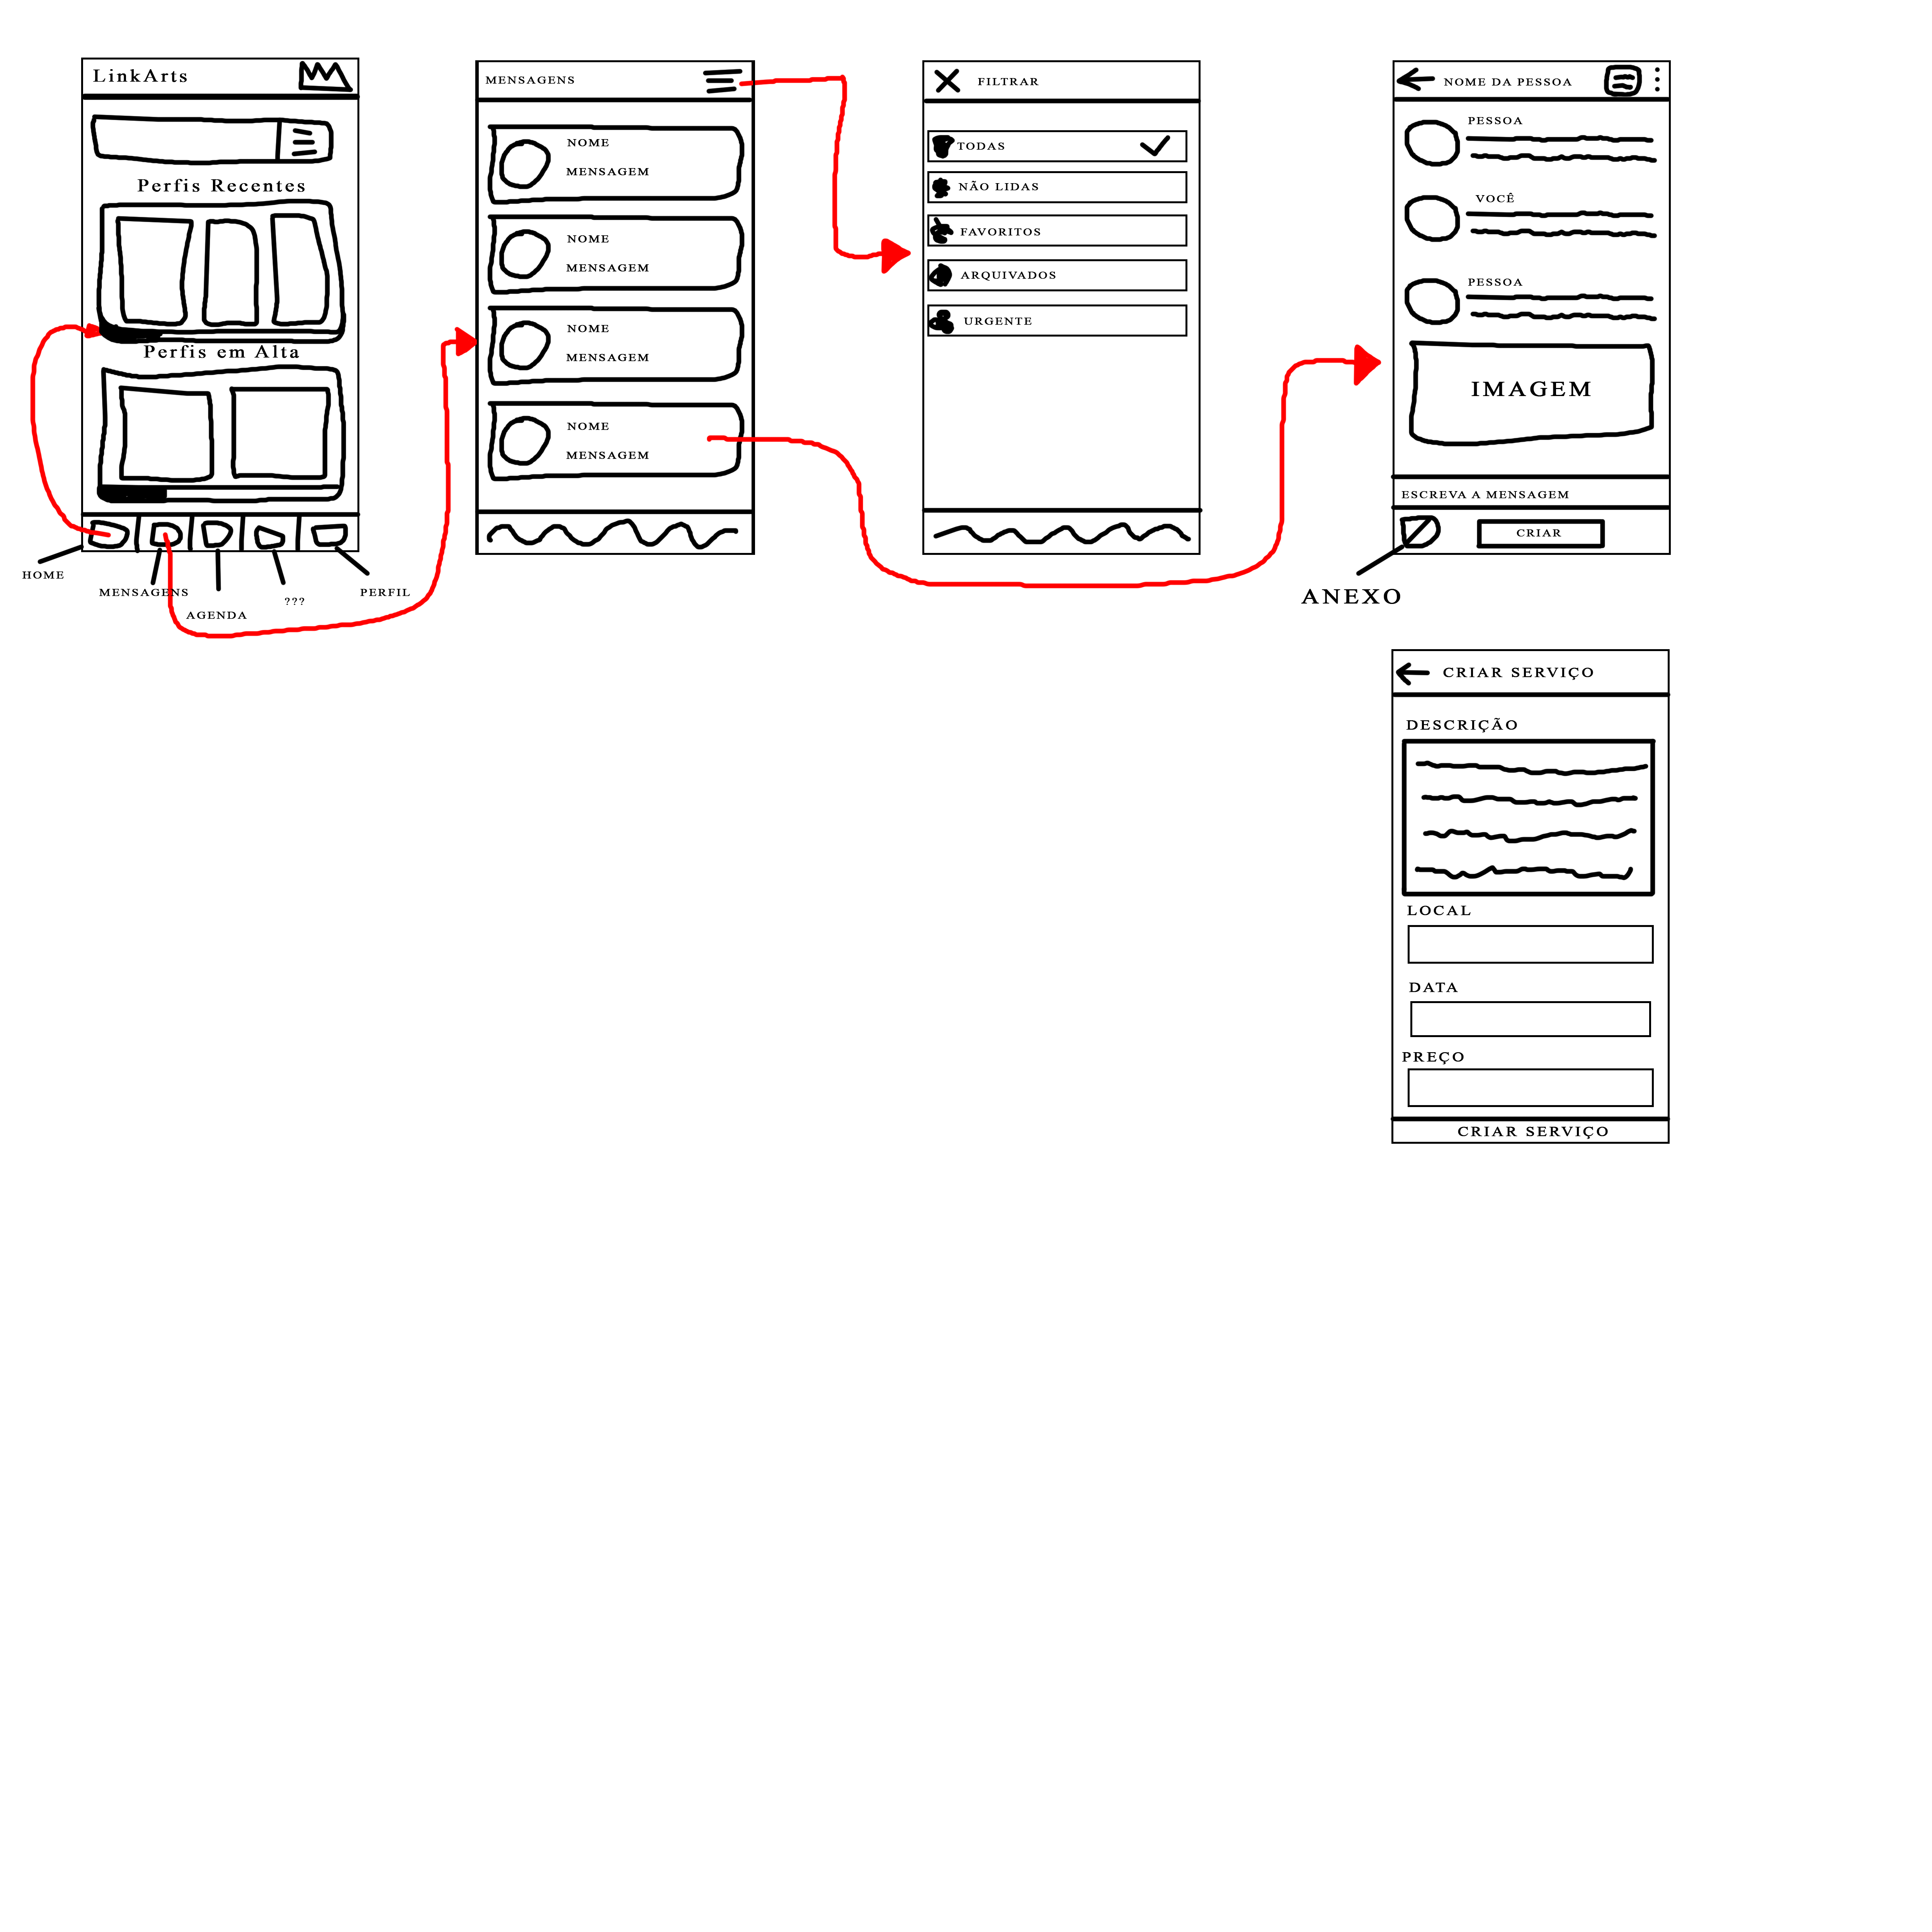 LinkArts
Perfis Recentes
Perfis em Alta
HOME
MENSAGENS
AGENDA
???
PERFIL
MENSAGENS
NOME
MENSAGEM
NOME
MENSAGEM
NOME
MENSAGEM
NOME
MENSAGEM
FILTRAR
TODAS
NÃO LIDAS
FAVORITOS
ARQUIVADOS
URGENTE
NOME DA PESSOA
PESSOA
VOCÊ
PESSOA
IMAGEM
ESCREVA A MENSAGEM
CRIAR
ANEXO
CRIAR SERVIÇO
DESCRIÇÃO
LOCAL
DATA
PREÇO
CRIAR SERVIÇO